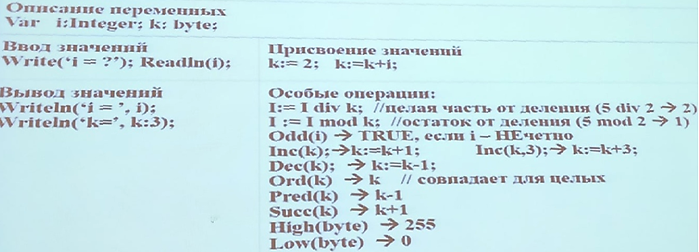 Описание переменных
Var i:Integer; k: byte;
Ввод значений
Write(‘i = ?’); Readln(i);
Присвоение значений
k:= 2; k:=k+i;
Вывод значений
Writeln(‘i = ’, i);
Writeln(‘k=’, k:3);
Особые операции:
I:= I div k; //целая часть от деления (5 div 2 → 2)
I := I mod k; //остаток от деления (5 mod 2 → 1)
Odd(i) → TRUE, если i – НЕчетно
Inc(k);→k:=k+1; Inc(k,3);→ k:=k+3;
Dec(k); → k:=k-1;
Ord(k) → k // совпадает для целых
Pred(k) → k-1
Succ(k) → k+1
High(byte) → 255
Low(byte) → 0